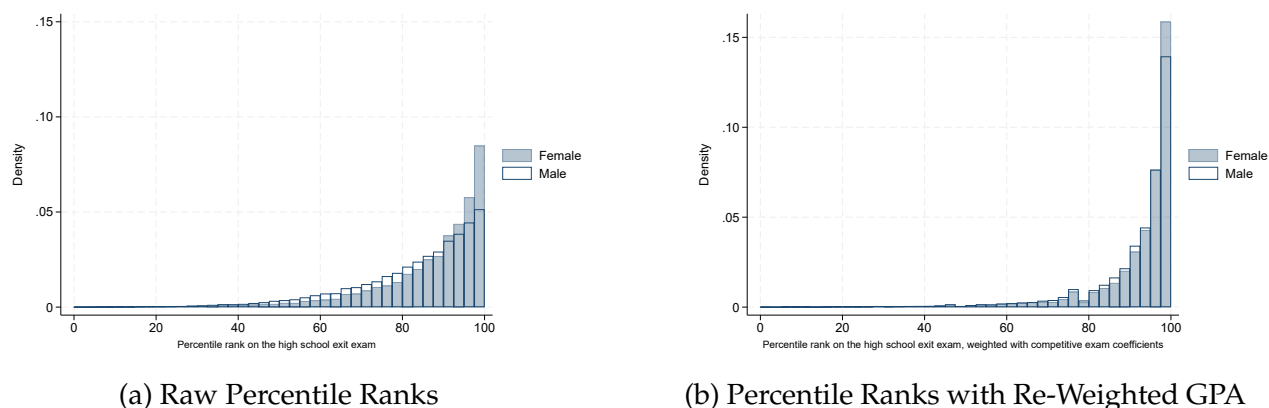 .15
.10
.05
0
Density
0 20 40 60 80 100
Percentile rank on the high school exit exam
Female
Male
(a) Raw Percentile Ranks
.15
.10
.05
0
Density
0 20 40 60 80 100
Percentile rank on the high school exit exam, weighted with competitive exam coefficients
Female
Male
(b) Percentile Ranks with Re-Weighted GPA